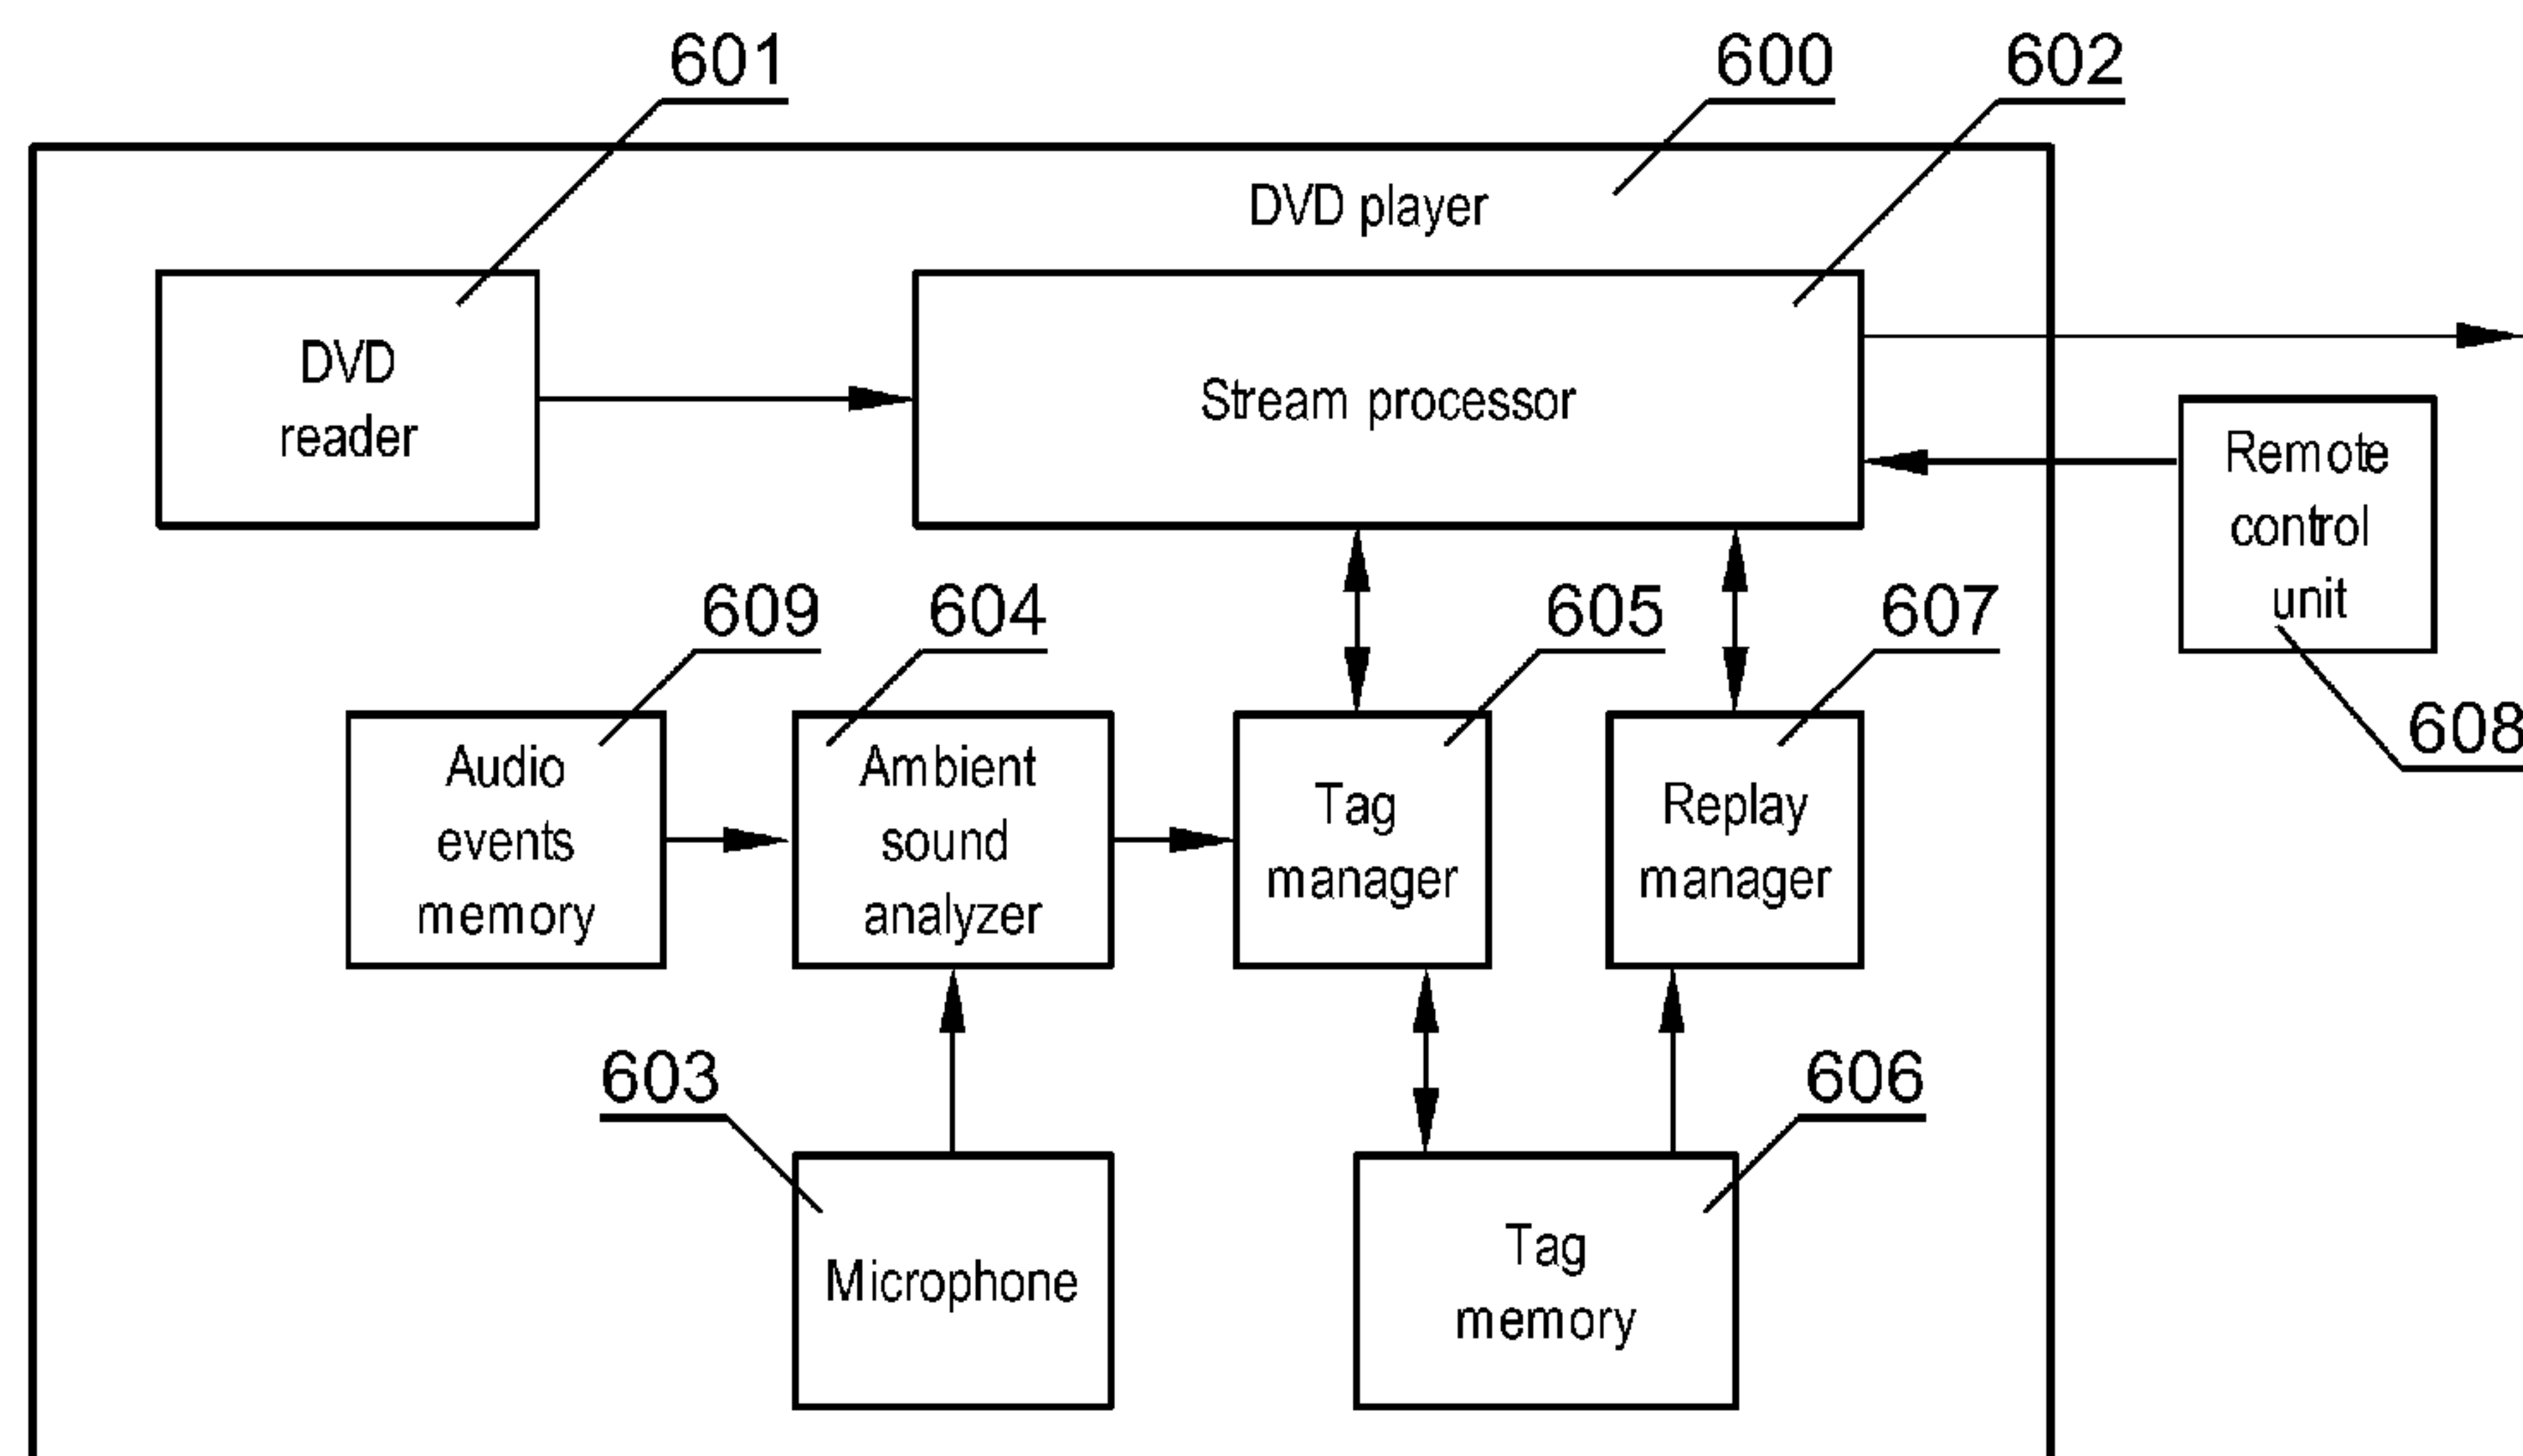 601
600
602
DVD player
DVD
reader
Stream processor
Remote
control
unit
609
604
605
607
608
Audio
events
memory
Ambient
sound
analyzer
Tag
manager
Replay
manager
603
606
Microphone
Tag
memory